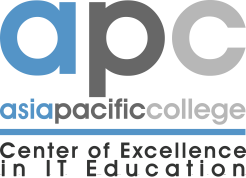 apc
asiapacificcollege
Center of Excellence
in IT Education